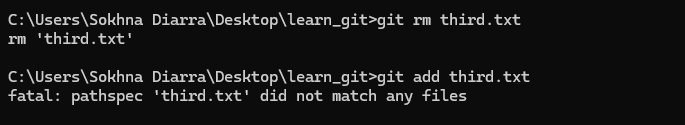 C:\Users\Sokhna Diarra\Desktop\learn_git>git rm third.txt
rm 'third.txt'
C:\Users\Sokhna Diarra\Desktop\learn_git>git add third.txt
fatal: pathspec 'third.txt' did not match any files